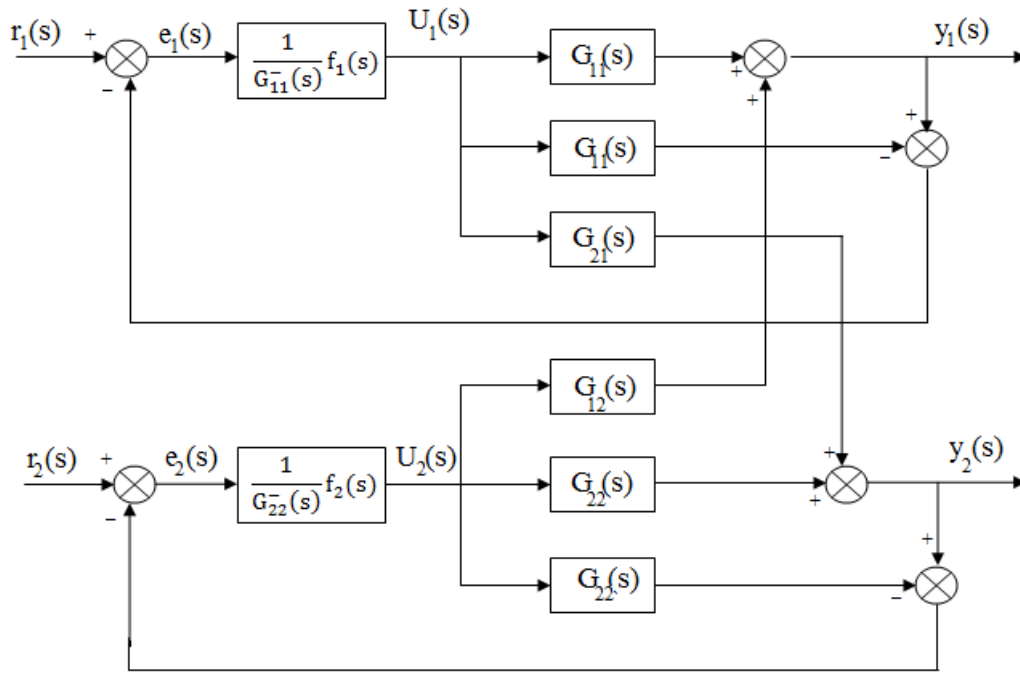 r₁(s) + e₁(s) 1/G₁₁⁻(s) f₁(s) U₁(s) G₁₁(s) + y₁(s)
− +
+
G₁₁(s) −
G₂₁(s)
G₁₂(s)
r₂(s) + e₂(s) 1/G₂₂⁻(s) f₂(s) U₂(s) G₂₂(s) + + y₂(s)
− +
G₂₂(s) −